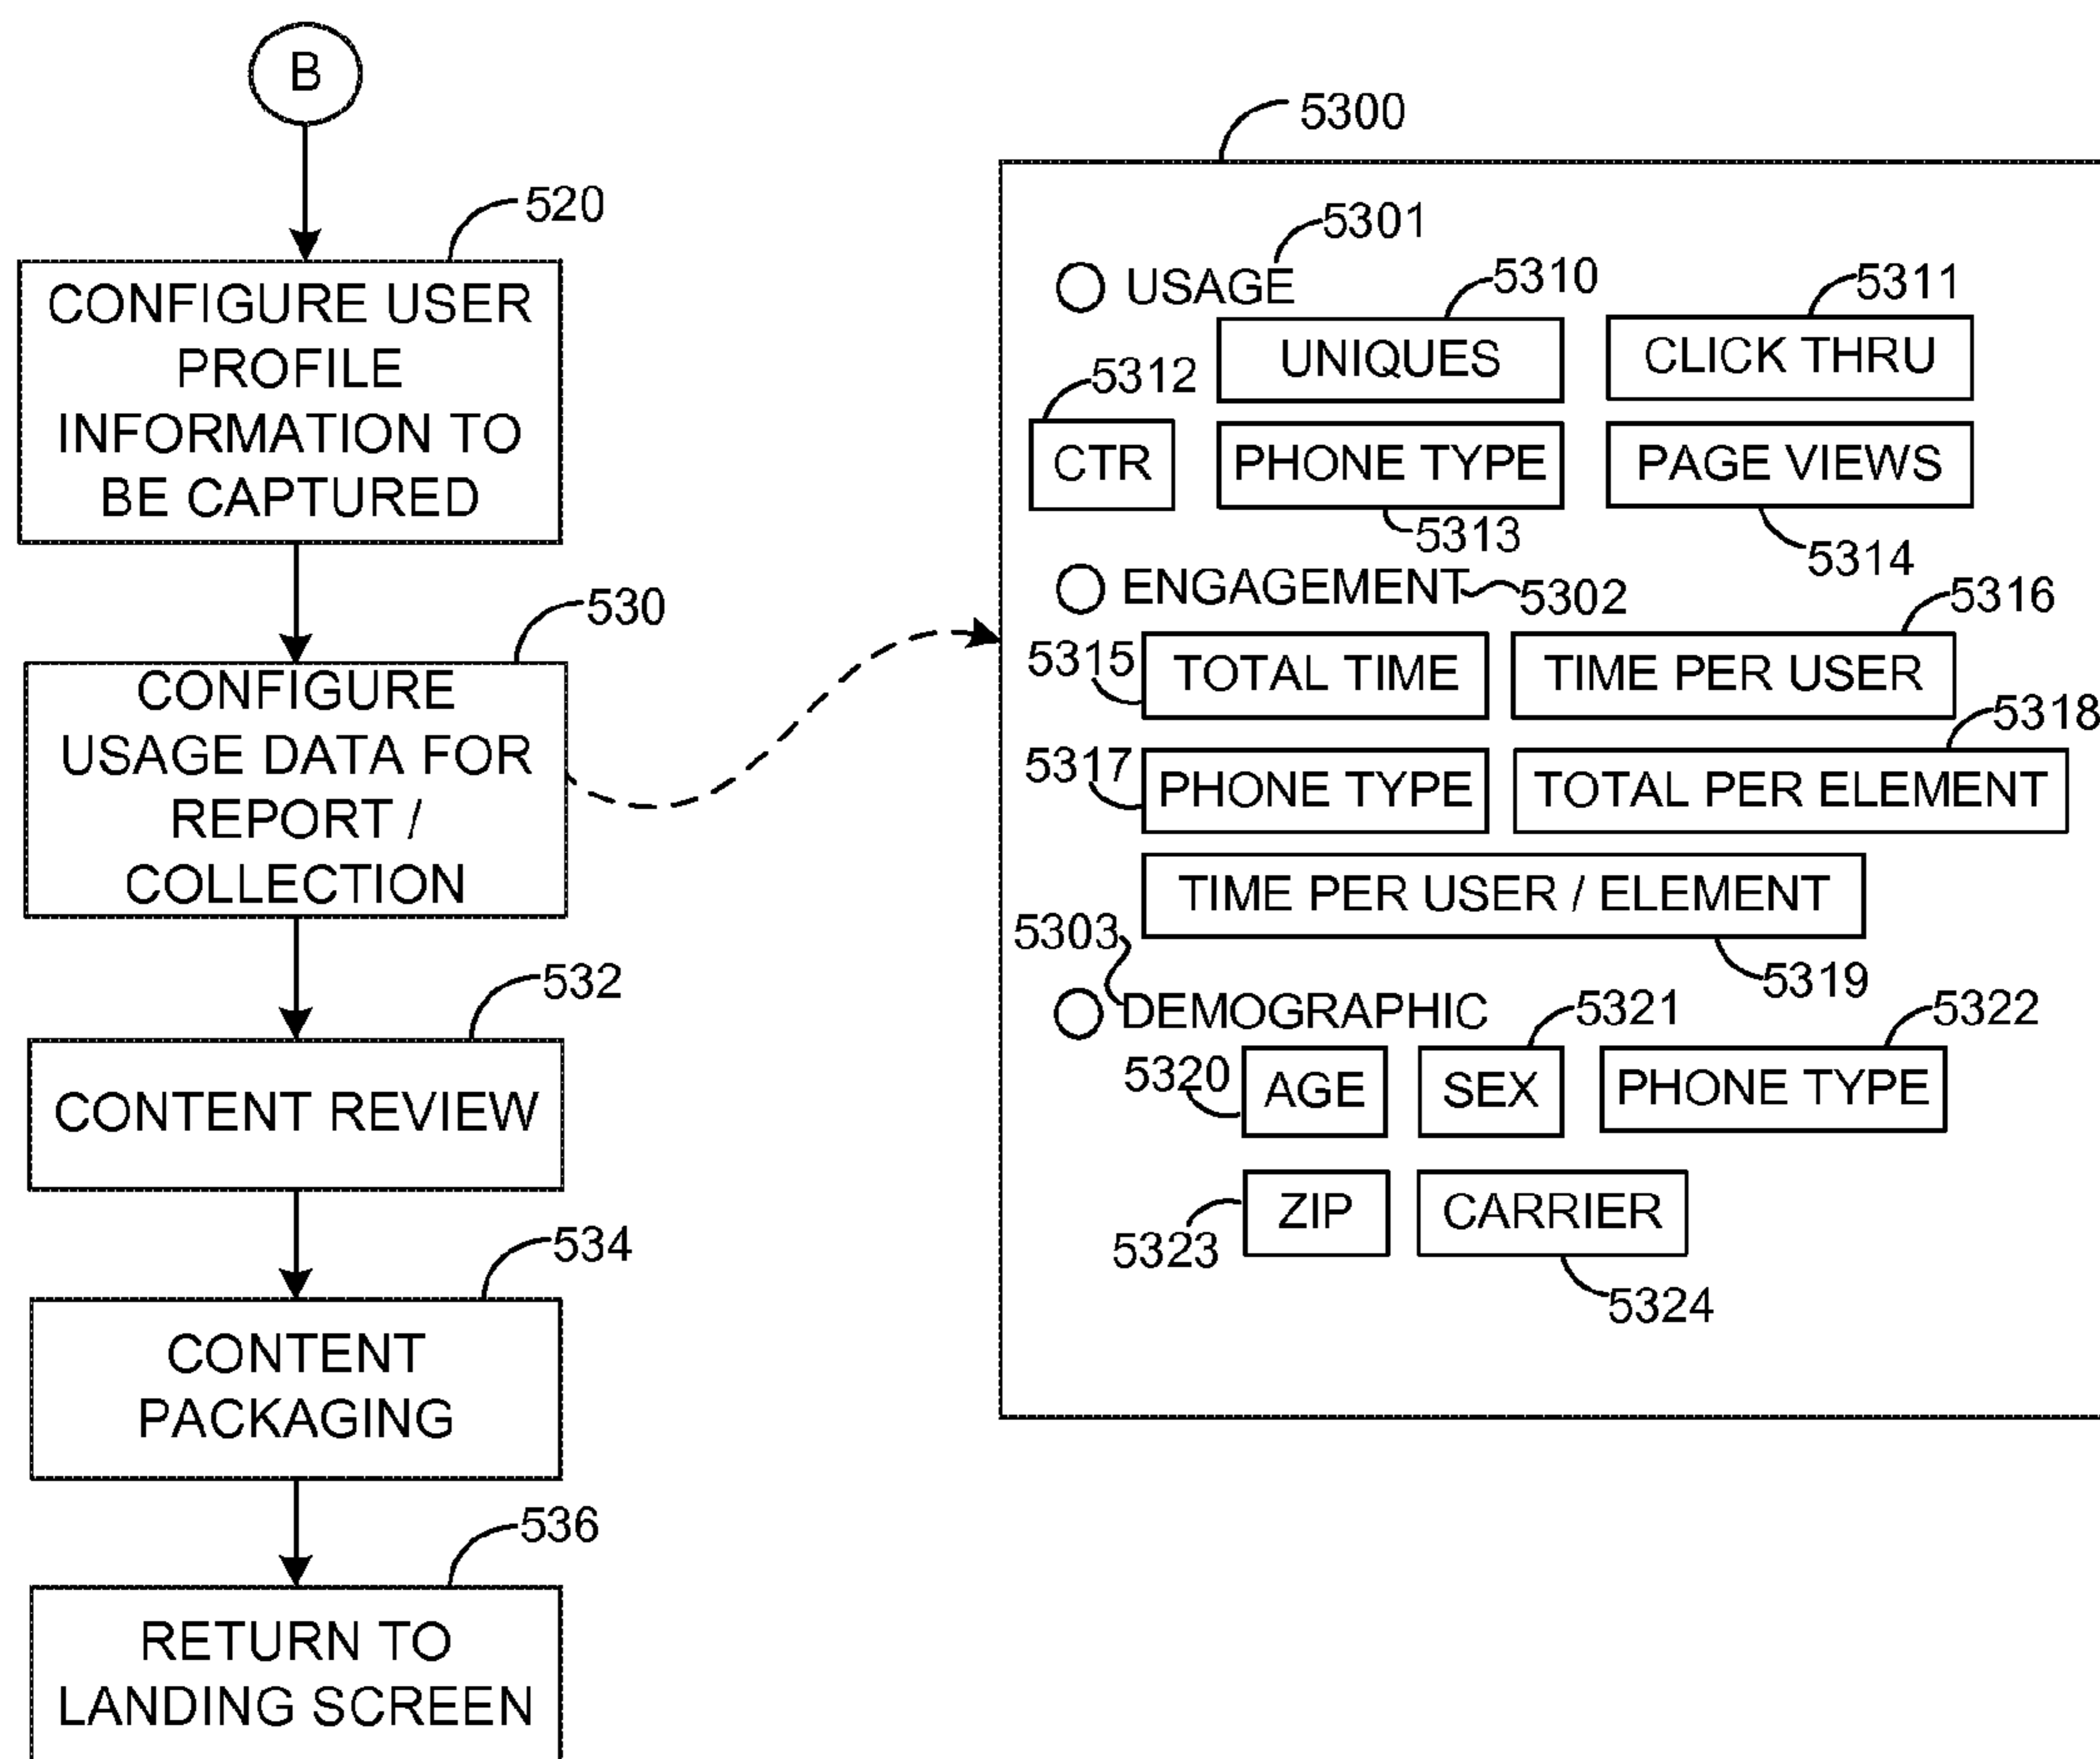 B
520
CONFIGURE USER
PROFILE
INFORMATION TO
BE CAPTURED
530
CONFIGURE
USAGE DATA FOR
REPORT /
COLLECTION
532
CONTENT REVIEW
534
CONTENT
PACKAGING
536
RETURN TO
LANDING SCREEN
5300
5301
USAGE
5310
5311
UNIQUES
CLICK THRU
5312
CTR
PHONE TYPE
PAGE VIEWS
5313
5314
ENGAGEMENT
5302
5316
5315
TOTAL TIME
TIME PER USER
5318
5317
PHONE TYPE
TOTAL PER ELEMENT
TIME PER USER / ELEMENT
5303
5319
DEMOGRAPHIC
5321
5322
5320
AGE
SEX
PHONE TYPE
ZIP
CARRIER
5323
5324